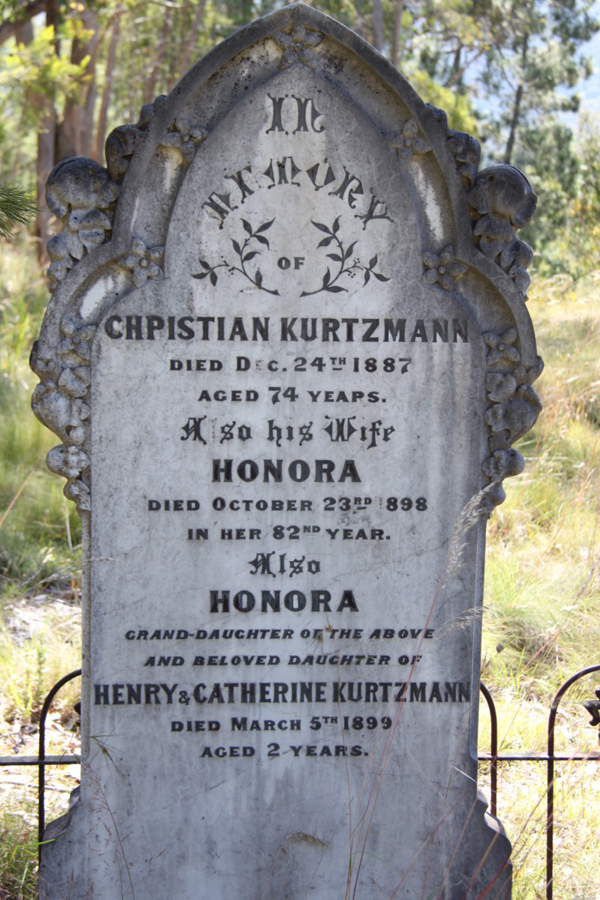 In
Memory
OF
CHRISTIAN KURTZMANN
DIED DEC. 24TH 1887
AGED 74 YEARS.
Also his Wife
HONORA
DIED OCTOBER 23RD 1898
IN HER 82ND YEAR.
Also
HONORA
GRAND-DAUGHTER OF THE ABOVE
AND BELOVED DAUGHTER OF
HENRY & CATHERINE KURTZMANN
DIED MARCH 5TH 1899
AGED 2 YEARS.